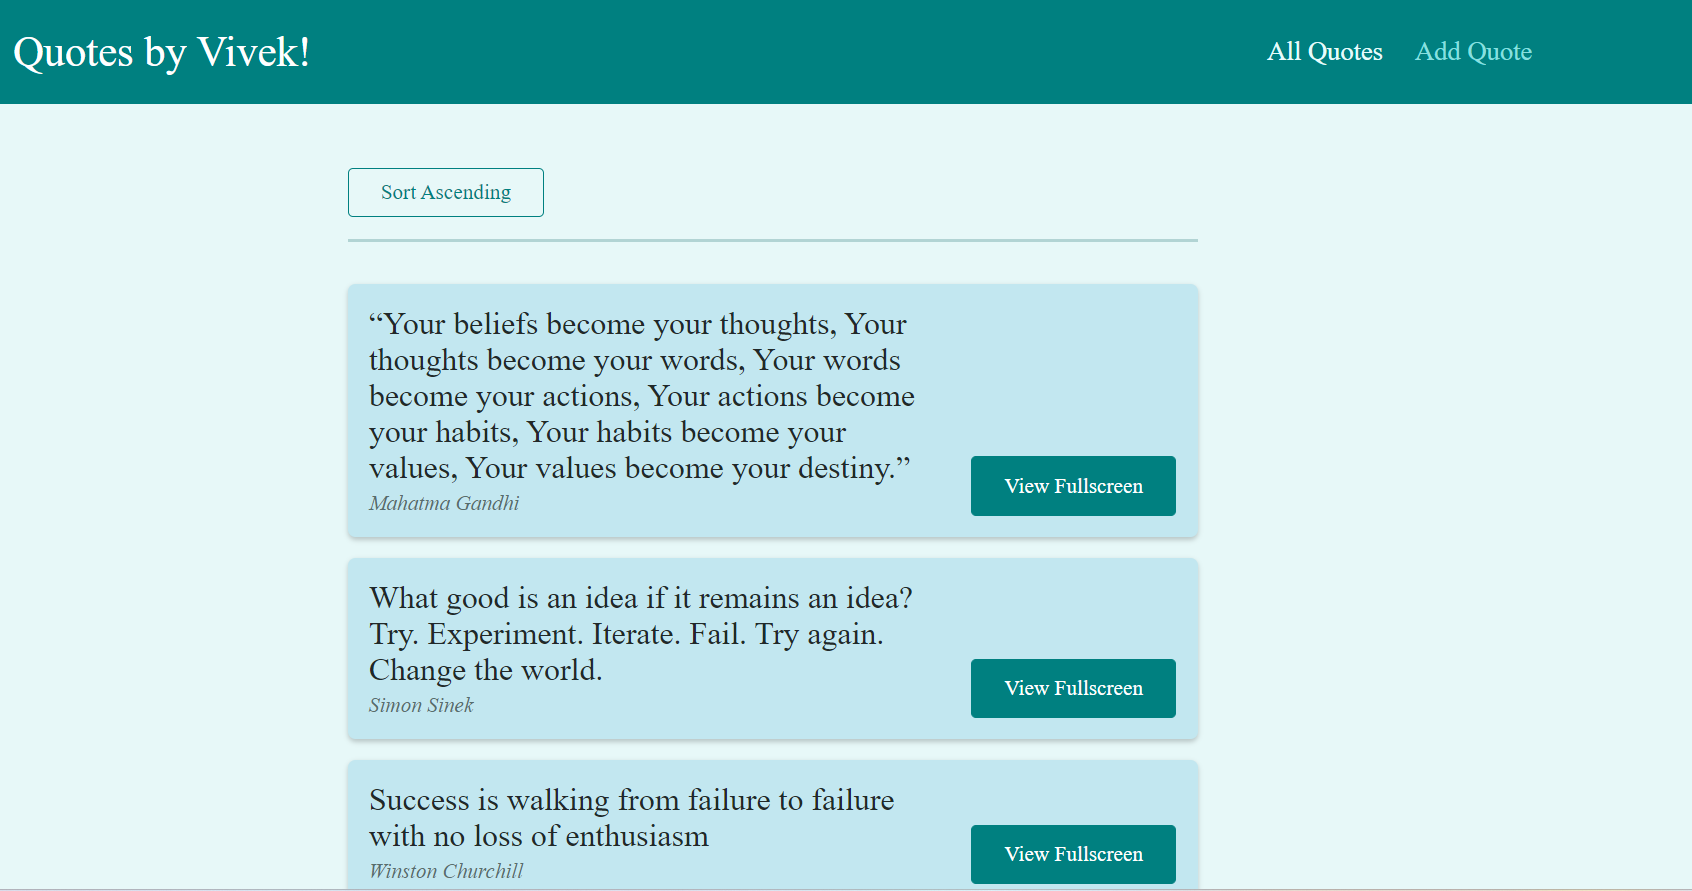 Quotes by Vivek!
All Quotes Add Quote
Sort Ascending
“Your beliefs become your thoughts, Your
thoughts become your words, Your words
become your actions, Your actions become
your habits, Your habits become your
values, Your values become your destiny.”
Mahatma Gandhi
View Fullscreen
What good is an idea if it remains an idea?
Try. Experiment. Iterate. Fail. Try again.
Change the world.
Simon Sinek
View Fullscreen
Success is walking from failure to failure
with no loss of enthusiasm
Winston Churchill
View Fullscreen